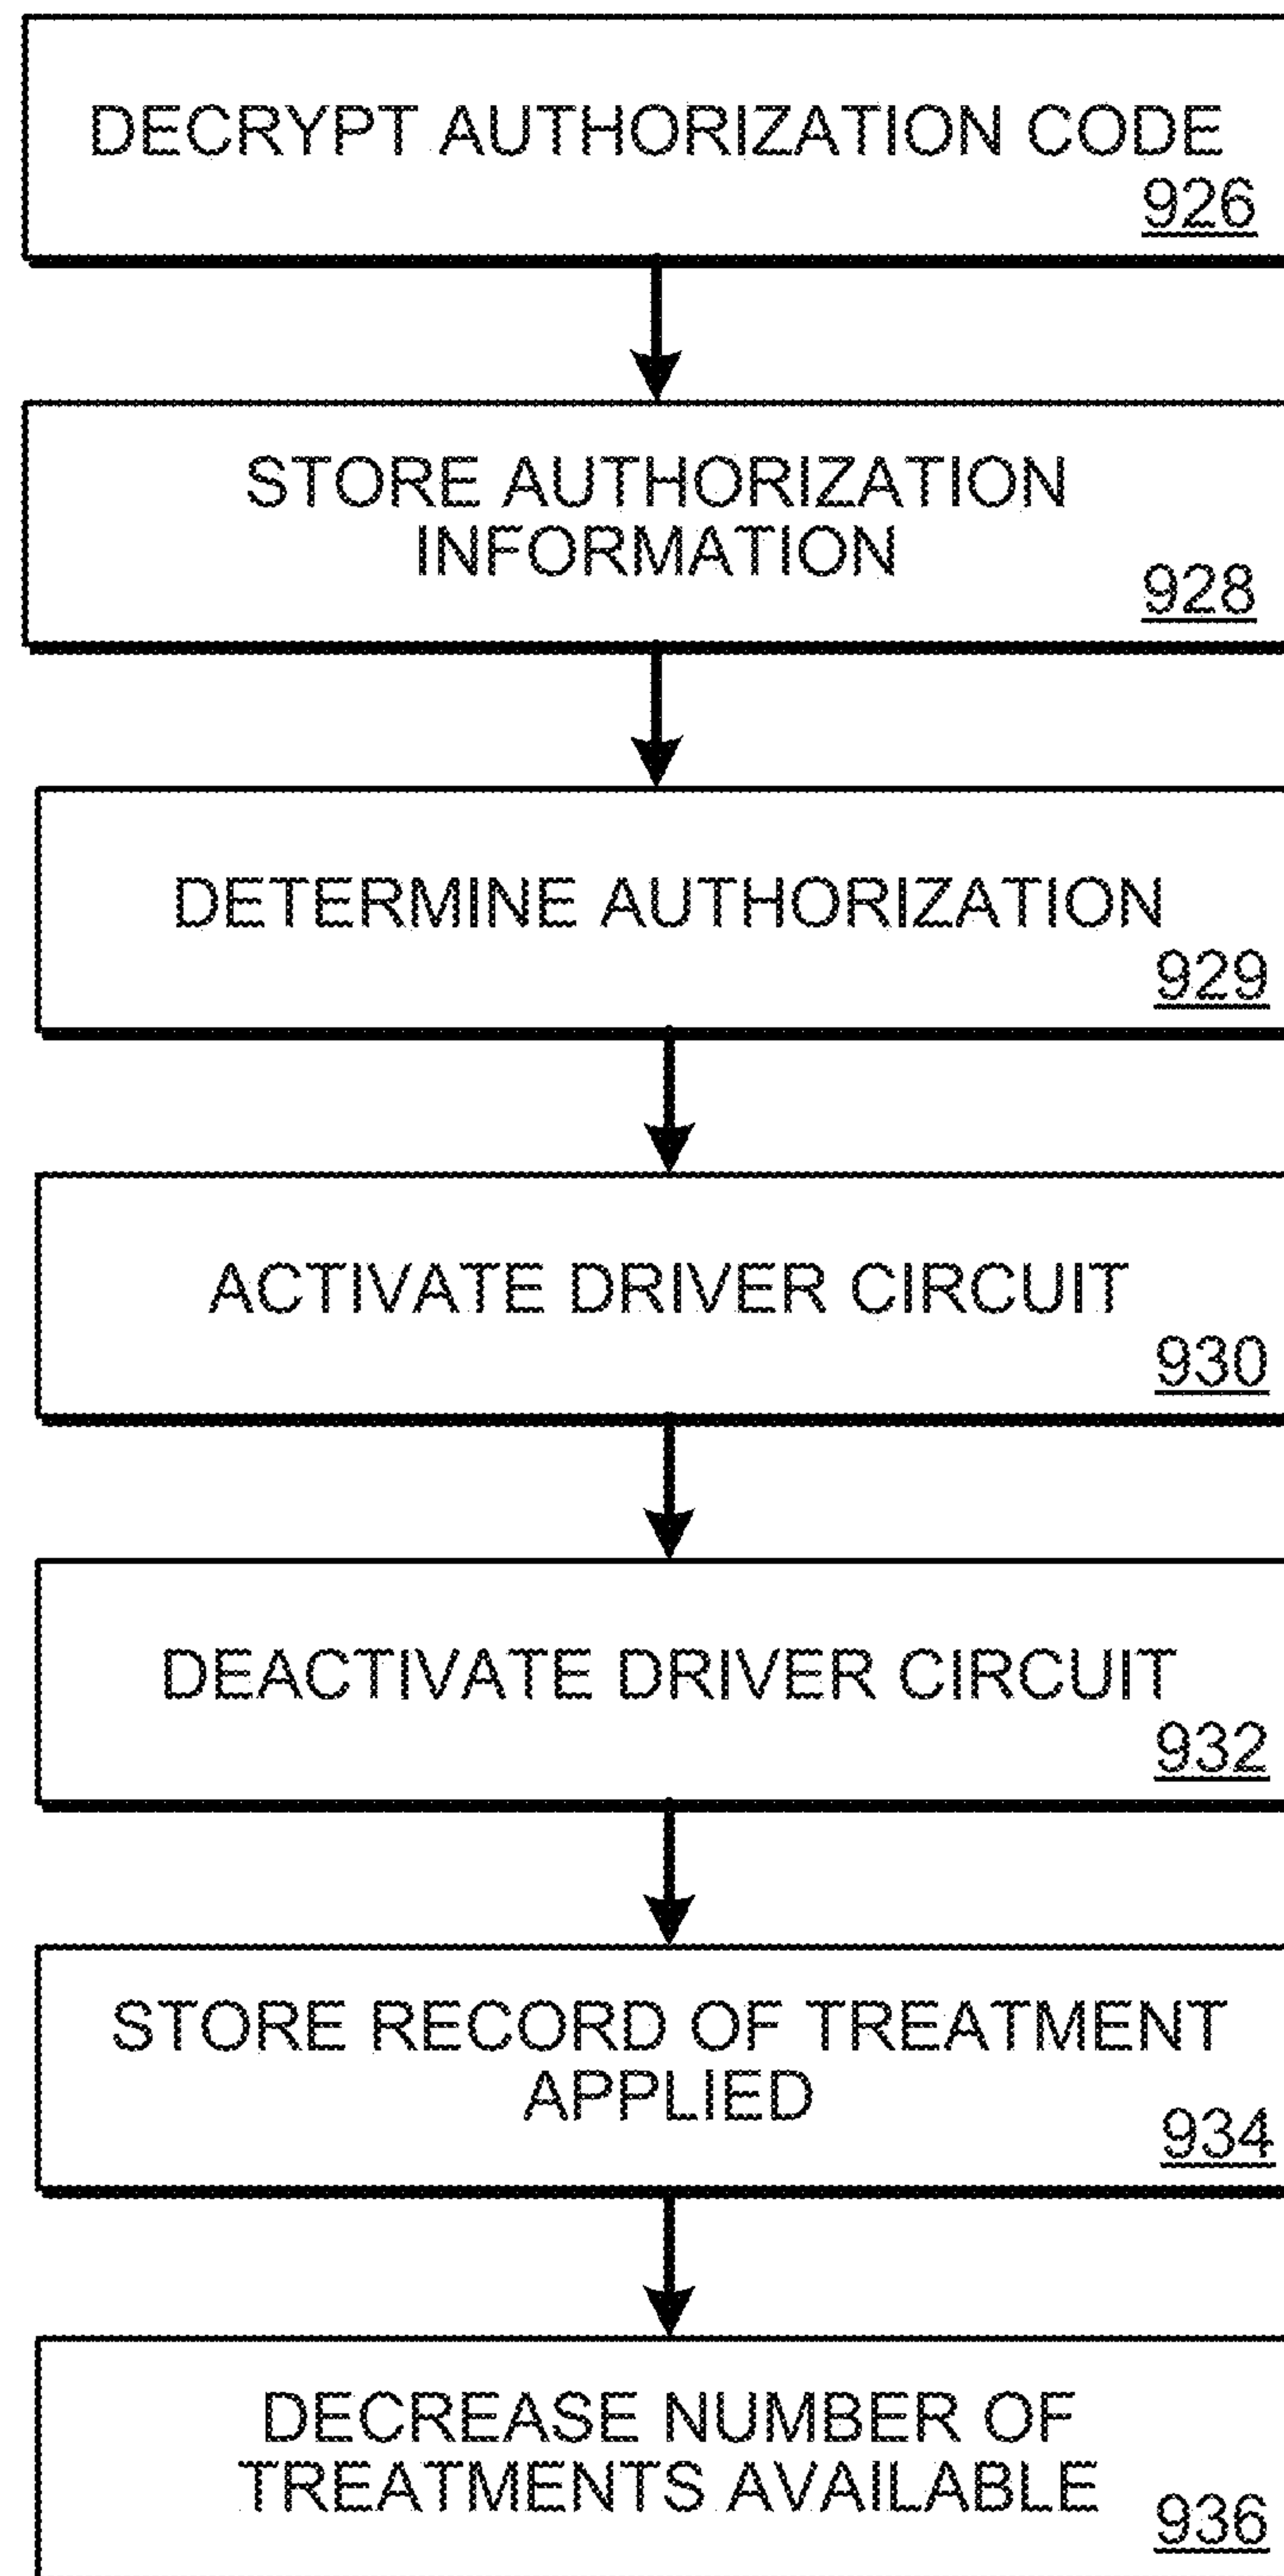 DECRYPT AUTHORIZATION CODE
926
STORE AUTHORIZATION
INFORMATION
928
DETERMINE AUTHORIZATION
929
ACTIVATE DRIVER CIRCUIT
930
DEACTIVATE DRIVER CIRCUIT
932
STORE RECORD OF TREATMENT
APPLIED
934
DECREASE NUMBER OF
TREATMENTS AVAILABLE
936